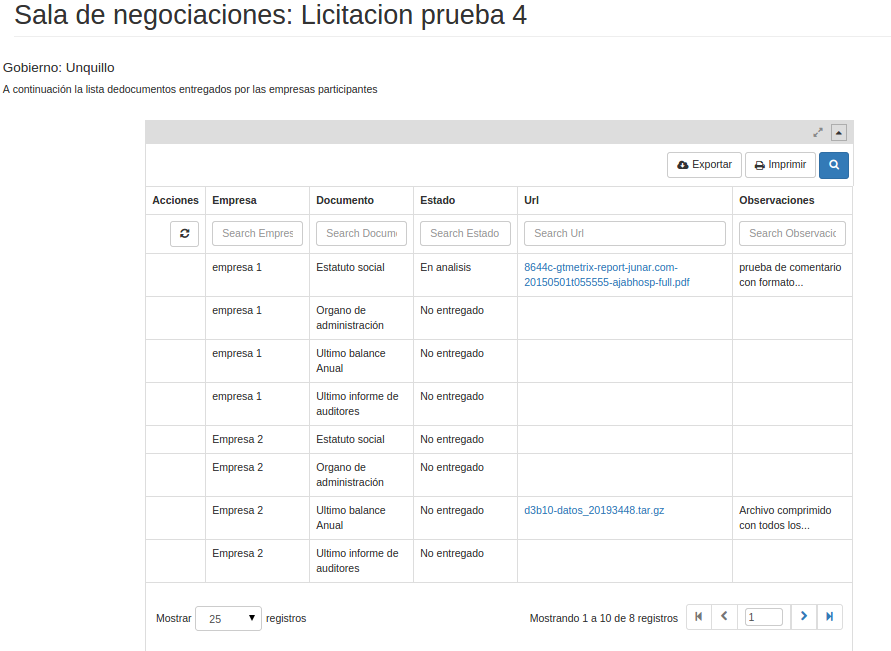 Sala de negociaciones: Licitacion prueba 4
Gobierno: Unquillo
A continuación la lista dedocumentos entregados por las empresas participantes
Exportar Imprimir
Acciones Empresa Documento Estado Url Observaciones
Search Empres Search Docum Search Estado Search Url Search Observacic
empresa 1 Estatuto social En analisis 8644c-gtmetrix-report-junar.com- prueba de comentario
20150501t055555-ajabhosp-full.pdf con formato...
empresa 1 Organo de No entregado
administración
empresa 1 Ultimo balance No entregado
Anual
empresa 1 Ultimo informe de No entregado
auditores
Empresa 2 Estatuto social No entregado
Empresa 2 Organo de No entregado
administración
Empresa 2 Ultimo balance No entregado d3b10-datos_20193448.tar.gz Archivo comprimido
Anual con todos los...
Empresa 2 Ultimo informe de No entregado
auditores
Mostrar 25 registros Mostrando 1 a 10 de 8 registros 1